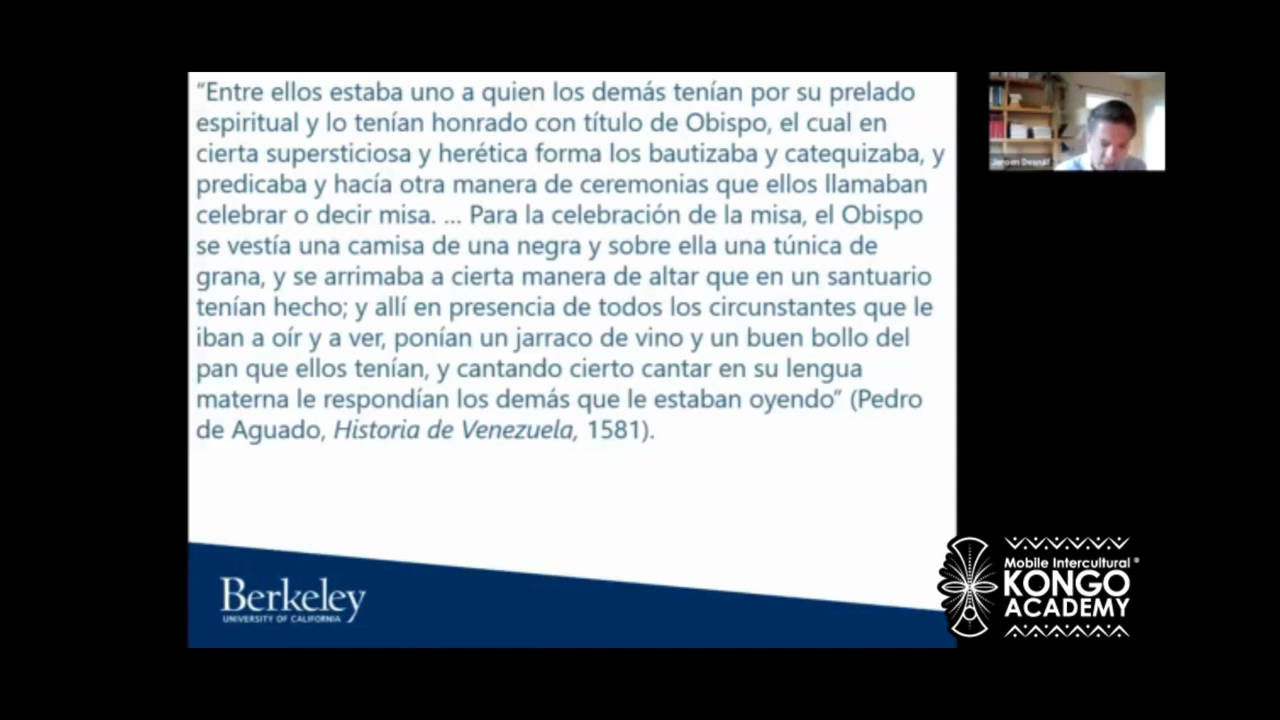 “Entre ellos estaba uno a quien los demás tenían por su prelado
espiritual y lo tenían honrado con título de Obispo, el cual en
cierta supersticiosa y herética forma los bautizaba y catequizaba, y
predicaba y hacía otra manera de ceremonias que ellos llamaban
celebrar o decir misa. ... Para la celebración de la misa, el Obispo
se vestía una camisa de una negra y sobre ella una túnica de
grana, y se arrimaba a cierta manera de altar que en un santuario
tenían hecho; y allí en presencia de todos los circunstantes que le
iban a oír y a ver, ponían un jarraco de vino y un buen bollo del
pan que ellos tenían, y cantando cierto cantar en su lengua
materna le respondían los demás que le estaban oyendo” (Pedro
de Aguado, Historia de Venezuela, 1581).
Berkeley
UNIVERSITY OF CALIFORNIA
Jeroen
Mobile Intercultural ®
KONGO
ACADEMY